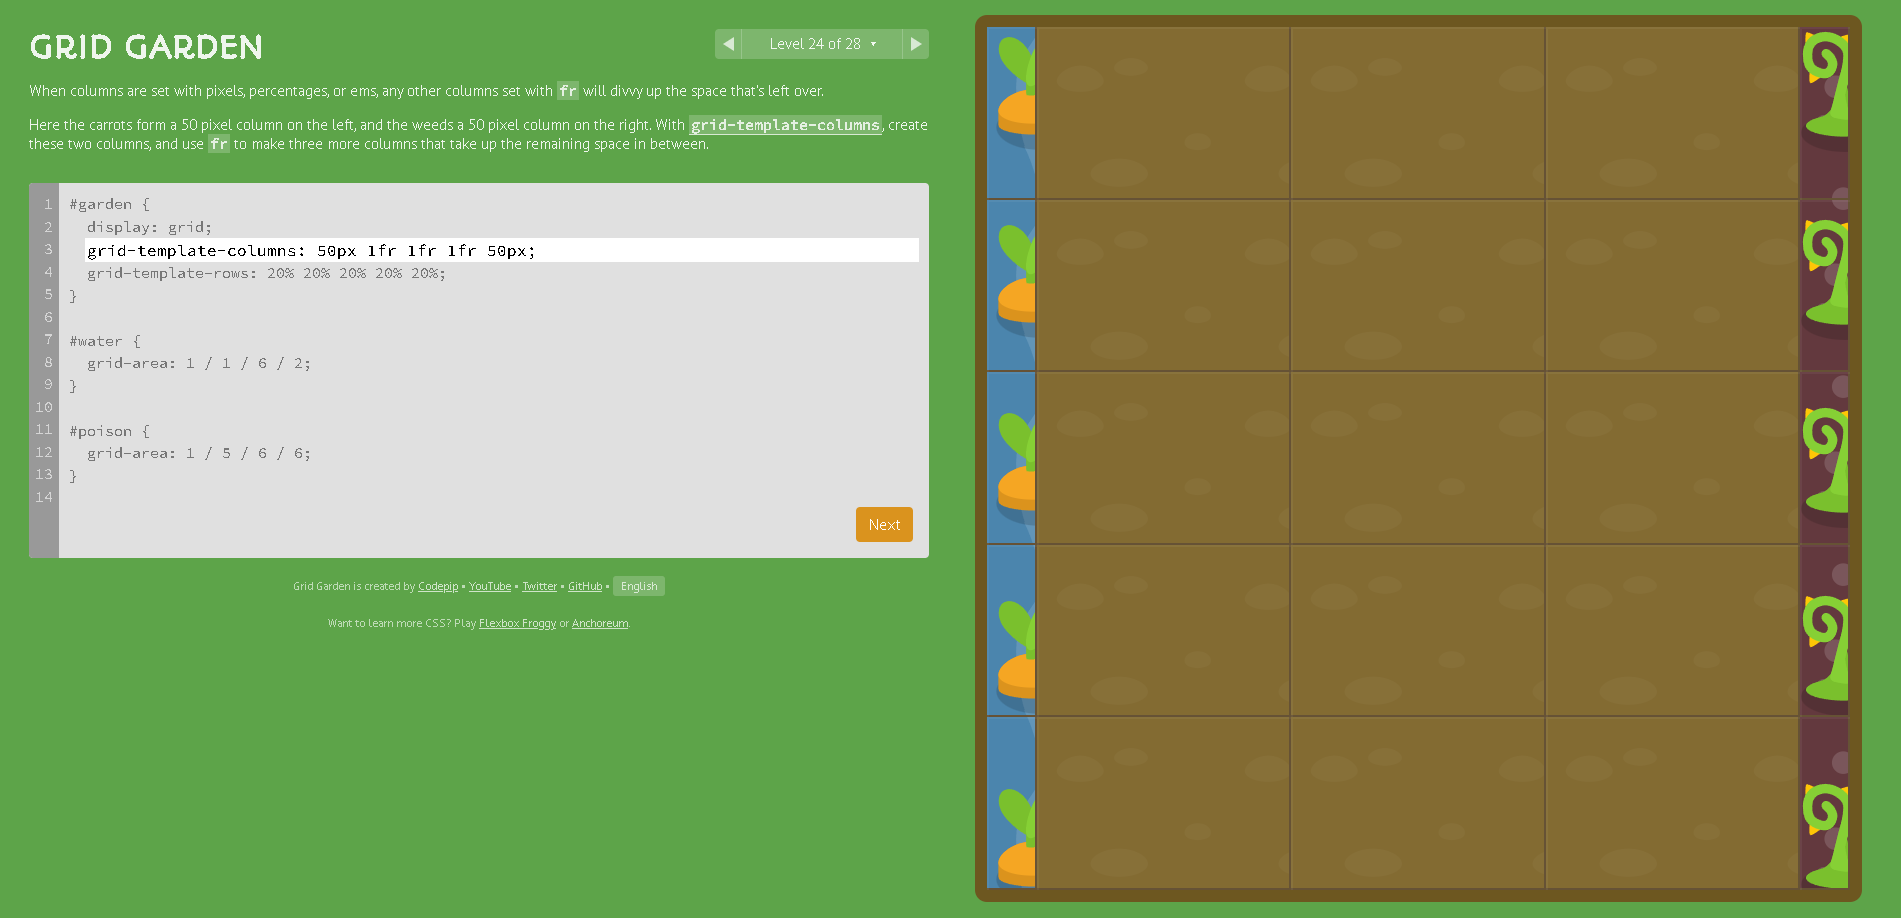 GRID GARDEN
Level 24 of 28
When columns are set with pixels, percentages, or ems, any other columns set with fr will divvy up the space that's left over.
Here the carrots form a 50 pixel column on the left, and the weeds a 50 pixel column on the right. With grid-template-columns, create
these two columns, and use fr to make three more columns that take up the remaining space in between.
1 #garden {
2 display: grid;
3 grid-template-columns: 50px 1fr 1fr 1fr 50px;
4 grid-template-rows: 20% 20% 20% 20% 20%;
5 }
6
7 #water {
8 grid-area: 1 / 1 / 6 / 2;
9 }
10
11 #poison {
12 grid-area: 1 / 5 / 6 / 6;
13 }
14
Next
Grid Garden is created by Codepip • YouTube • Twitter • GitHub • English
Want to learn more CSS? Play Flexbox Froggy or Anchoreum.